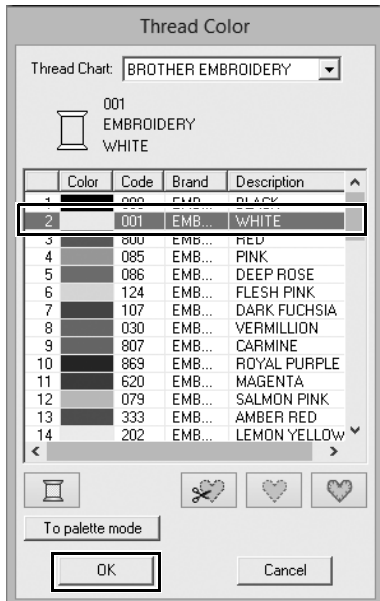 Thread Color
Thread Chart: BROTHER EMBROIDERY
001
EMBROIDERY
WHITE
Color Code Brand Description
1 000 EMB... BLACK
2 001 EMB... WHITE
3 800 EMB... RED
4 085 EMB... PINK
5 086 EMB... DEEP ROSE
6 124 EMB... FLESH PINK
7 107 EMB... DARK FUCHSIA
8 030 EMB... VERMILLION
9 807 EMB... CARMINE
10 869 EMB... ROYAL PURPLE
11 620 EMB... MAGENTA
12 079 EMB... SALMON PINK
13 333 EMB... AMBER RED
14 202 EMB... LEMON YELLOW
To palette mode
OK Cancel